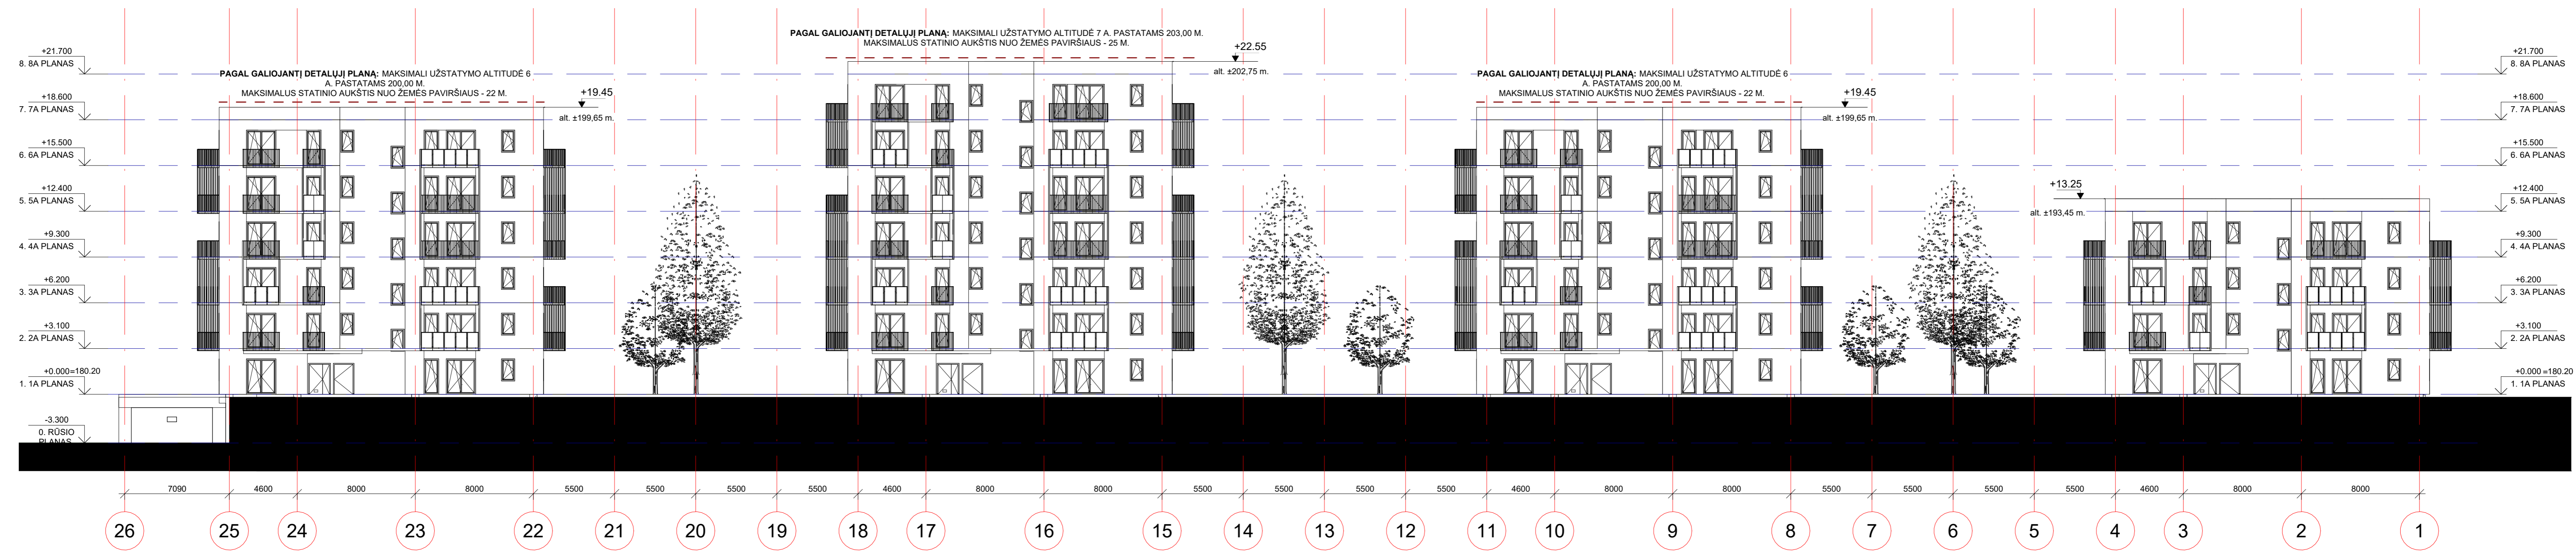 PAGAL GALIOJANTĮ DETALŲJĮ PLANĄ: MAKSIMALI UŽSTATYMO ALTITUDĖ 7 A. PASTATAMS 203,00 M.
MAKSIMALUS STATINIO AUKŠTIS NUO ŽEMĖS PAVIRŠIAUS - 25 M.
+22.55
alt. ±202,75 m.
PAGAL GALIOJANTĮ DETALŲJĮ PLANĄ: MAKSIMALI UŽSTATYMO ALTITUDĖ 6
A. PASTATAMS 200,00 M.
MAKSIMALUS STATINIO AUKŠTIS NUO ŽEMĖS PAVIRŠIAUS - 22 M.
+19.45
alt. ±199,65 m.
PAGAL GALIOJANTĮ DETALŲJĮ PLANĄ: MAKSIMALI UŽSTATYMO ALTITUDĖ 6
A. PASTATAMS 200,00 M.
MAKSIMALUS STATINIO AUKŠTIS NUO ŽEMĖS PAVIRŠIAUS - 22 M.
+19.45
alt. ±199,65 m.
+13.25
alt. ±193,45 m.
+21.700
8. 8A PLANAS
+18.600
7. 7A PLANAS
+15.500
6. 6A PLANAS
+12.400
5. 5A PLANAS
+9.300
4. 4A PLANAS
+6.200
3. 3A PLANAS
+3.100
2. 2A PLANAS
+0.000=180.20
1. 1A PLANAS
-3.300
0. RŪSIO
PLANAS
+21.700
8. 8A PLANAS
+18.600
7. 7A PLANAS
+15.500
6. 6A PLANAS
+12.400
5. 5A PLANAS
+9.300
4. 4A PLANAS
+6.200
3. 3A PLANAS
+3.100
2. 2A PLANAS
+0.000 =180.20
1. 1A PLANAS
7090 4600 8000 8000 5500 5500 5500 5500 4600 8000 8000 5500 5500 5500 5500 4600 8000 8000 5500 5500 5500 5500 4600 8000 8000
26 25 24 23 22 21 20 19 18 17 16 15 14 13 12 11 10 9 8 7 6 5 4 3 2 1